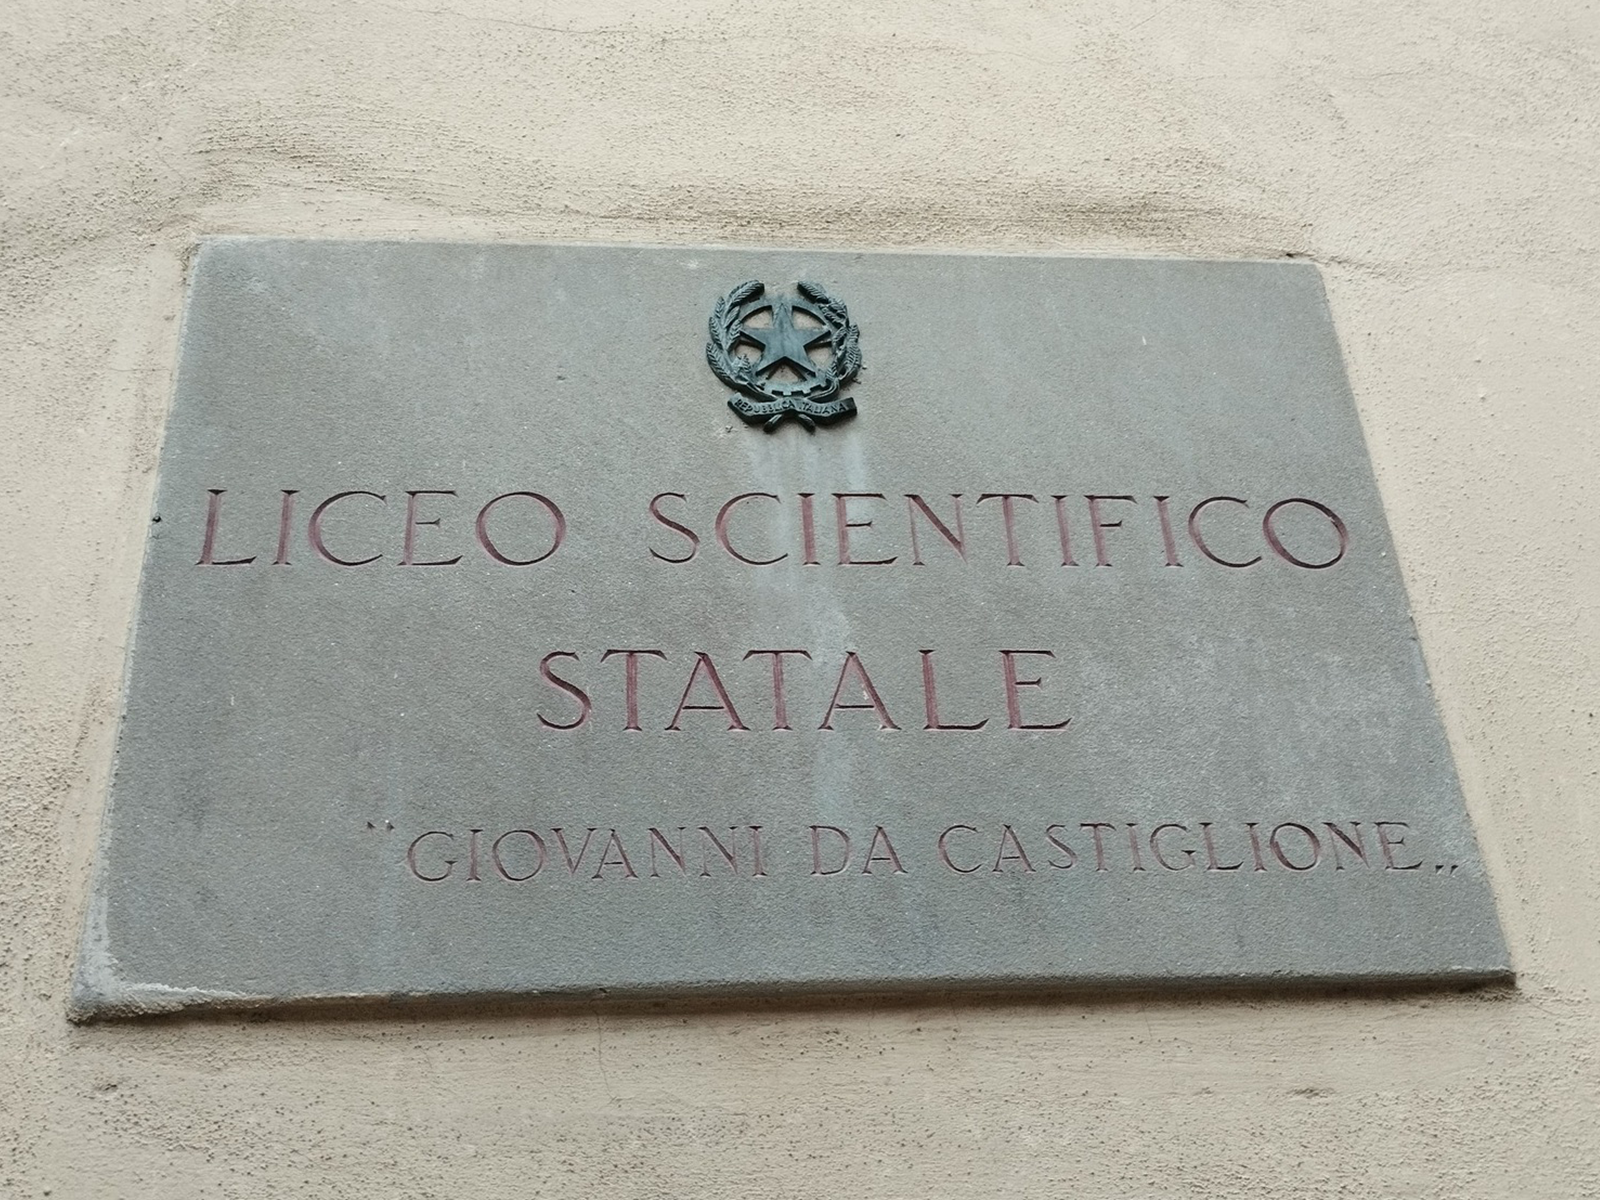 REPUBBLICA ITALIANA
LICEO SCIENTIFICO
STATALE
"GIOVANNI DA CASTIGLIONE„